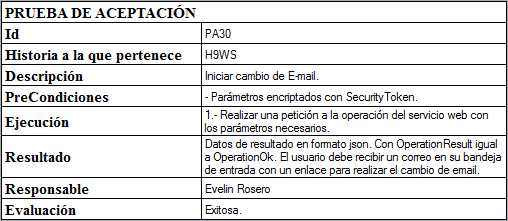 PRUEBA DE ACEPTACIÓN
Id PA30
Historia a la que pertenece H9WS
Descripción Iniciar cambio de E-mail.
PreCondiciones - Parámetros encriptados con SecurityToken.
Ejecución 1.- Realizar una petición a la operación del servicio web con
los parámetros necesarios.
Resultado Datos de resultado en formato json. Con OperationResult igual
a OperationOk. El usuario debe recibir un correo en su bandeja
de entrada con un enlace para realizar el cambio de email.
Responsable Evelin Rosero
Evaluación Exitosa.